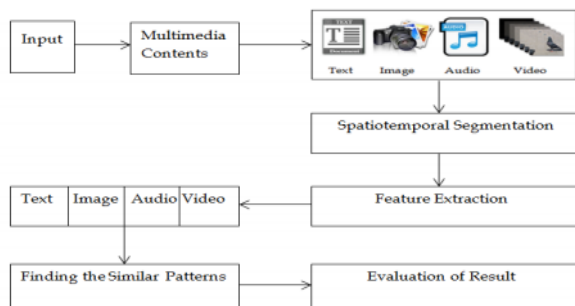 Input
Multimedia
Contents
TEXT
Document
Text Image Audio Video
Spatiotemporal Segmentation
Text Image Audio Video
Feature Extraction
Finding the Similar Patterns
Evaluation of Result